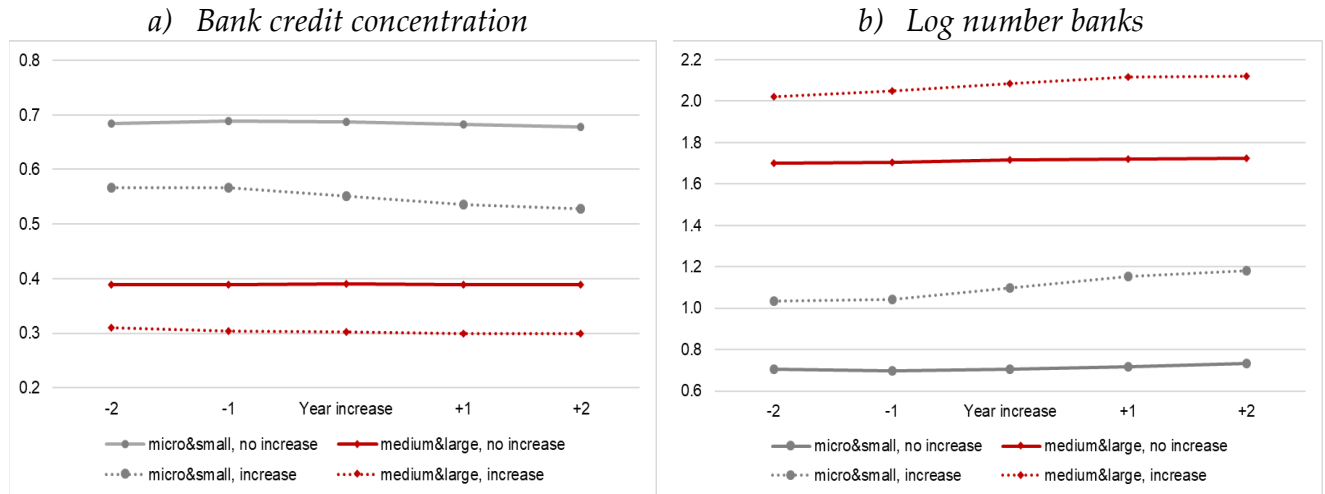 a) Bank credit concentration
0.8
0.7
0.6
0.5
0.4
0.3
0.2
-2 -1 Year increase +1 +2
micro&small, no increase medium&large, no increase
micro&small, increase medium&large, increase
b) Log number banks
2.2
2.0
1.8
1.6
1.4
1.2
1.0
0.8
0.6
-2 -1 Year increase +1 +2
micro&small, no increase medium&large, no increase
micro&small, increase medium&large, increase